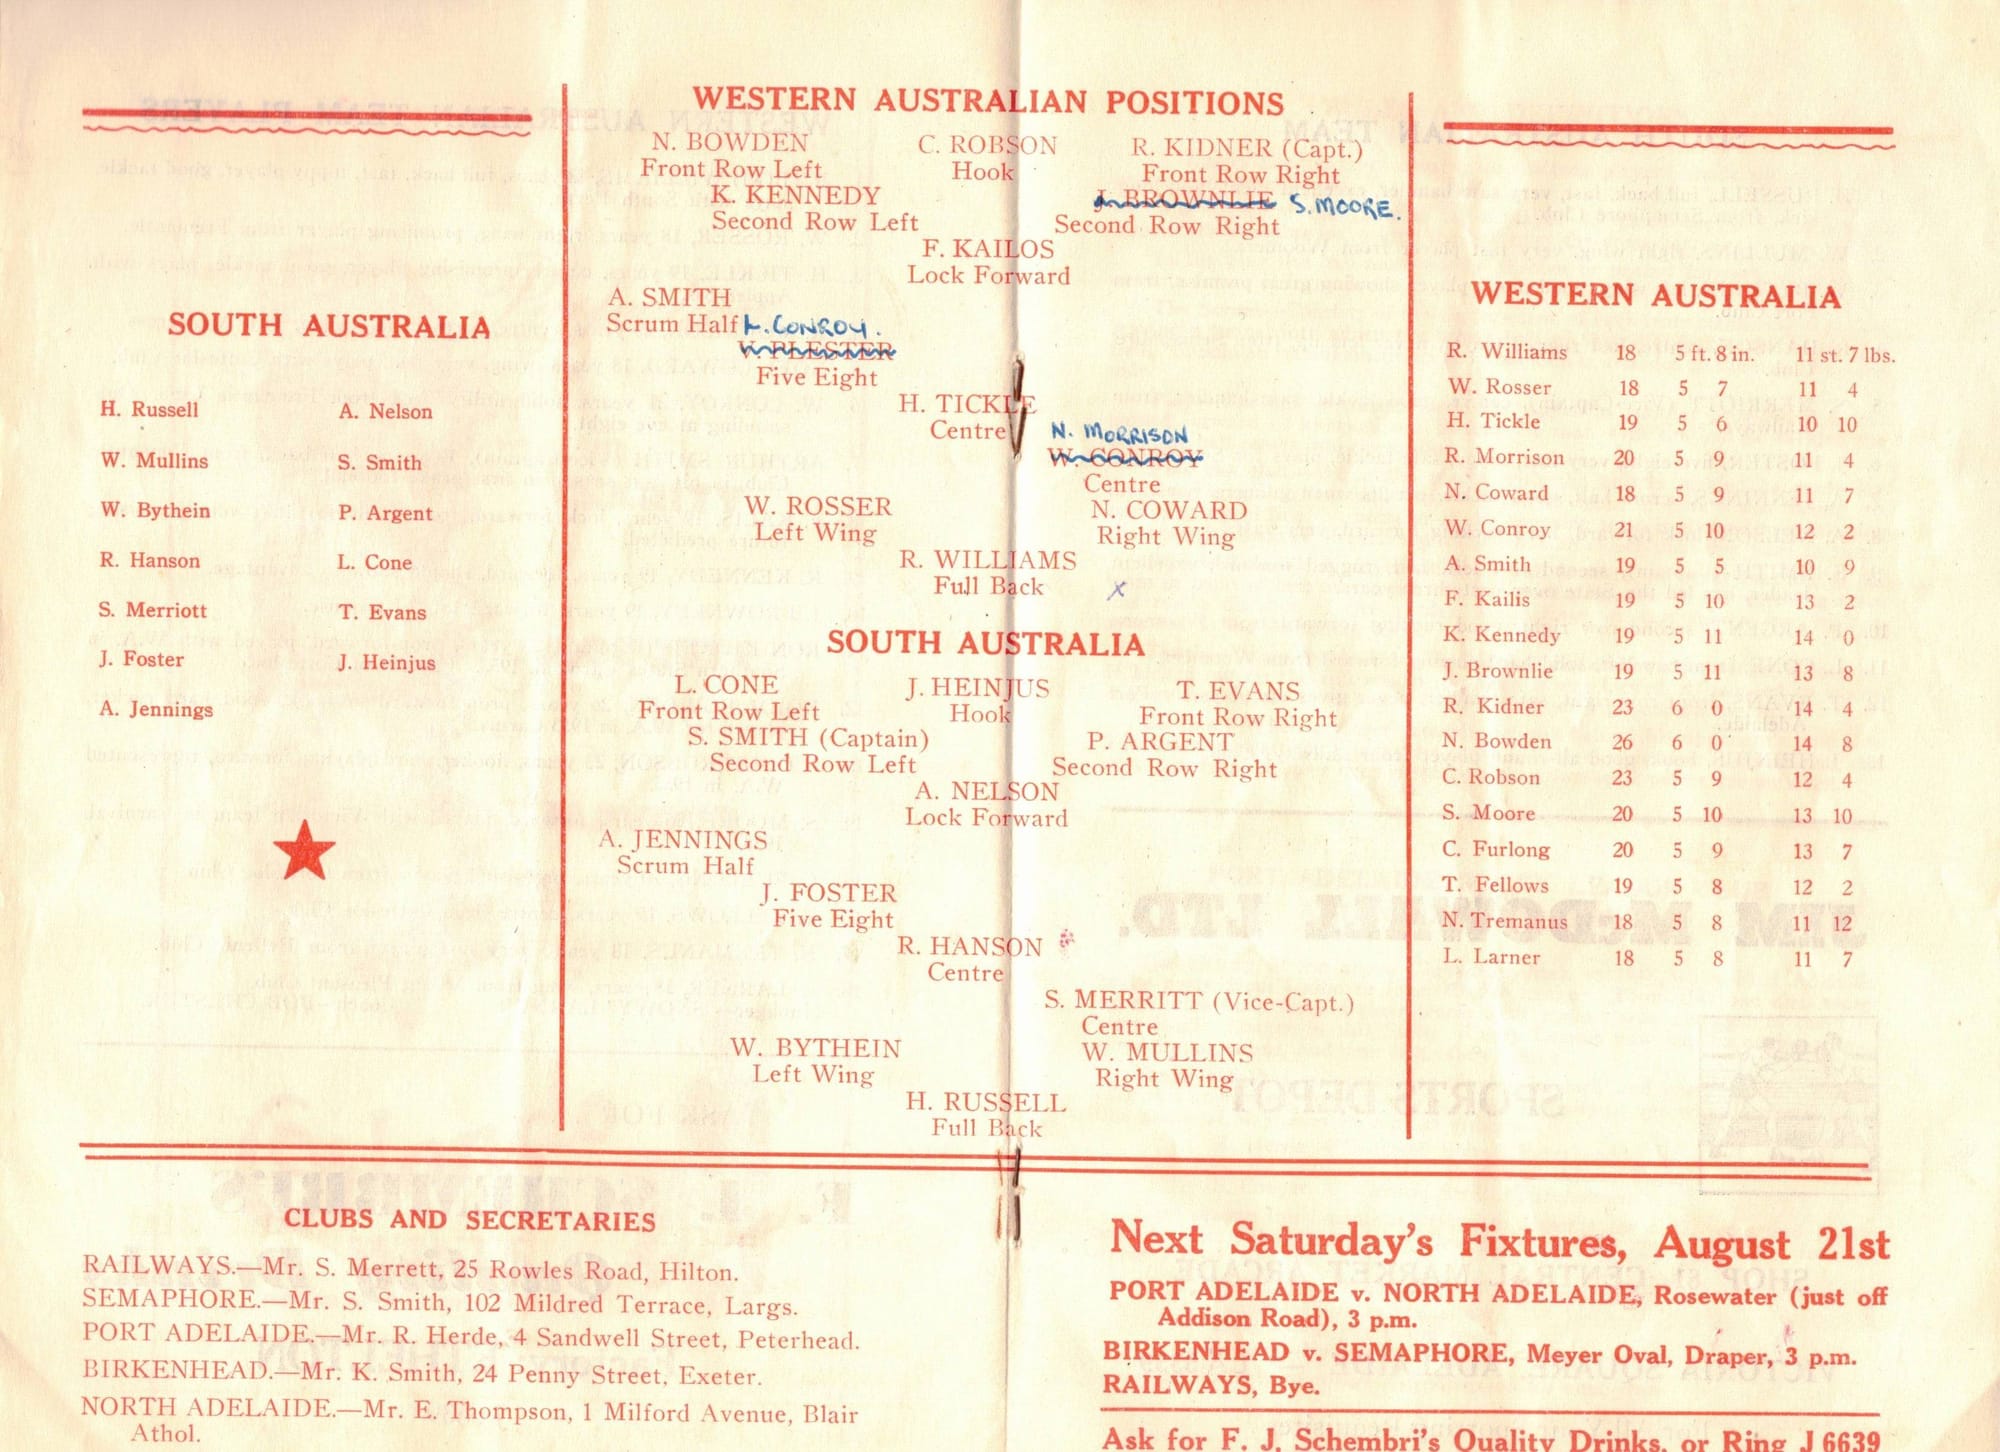 SOUTH AUSTRALIA
H. Russell A. Nelson
W. Mullins S. Smith
W. Bythein P. Argent
R. Hanson L. Cone
S. Merriott T. Evans
J. Foster J. Heinjus
A. Jennings
WESTERN AUSTRALIAN POSITIONS
N. BOWDEN C. ROBSON R. KIDNER (Capt.)
Front Row Left Hook Front Row Right
K. KENNEDY J. BROWNLIE S. MOORE.
Second Row Left Second Row Right
F. KAILOS
Lock Forward
A. SMITH
Scrum Half CONROY.
V. PLESTER
Five Eight
H. TICKLE
Centre N. MORRISON
W. CONROY
Centre
W. ROSSER N. COWARD
Left Wing Right Wing
R. WILLIAMS
Full Back x
SOUTH AUSTRALIA
L. CONE J. HEINJUS T. EVANS
Front Row Left Hook Front Row Right
S. SMITH (Captain) P. ARGENT
Second Row Left Second Row Right
A. NELSON
Lock Forward
A. JENNINGS
Scrum Half
J. FOSTER
Five Eight
R. HANSON
Centre
S. MERRITT (Vice-Capt.)
Centre
W. BYTHEIN W. MULLINS
Left Wing Right Wing
H. RUSSELL
Full Back
WESTERN AUSTRALIA
R. Williams 18 5 ft. 8 in. 11 st. 7 lbs.
W. Rosser 18 5 7 11 4
H. Tickle 19 5 6 10 10
R. Morrison 20 5 9 11 4
N. Coward 18 5 9 11 7
W. Conroy 21 5 10 12 2
A. Smith 19 5 5 10 9
F. Kailis 19 5 10 13 2
K. Kennedy 19 5 11 14 0
J. Brownlie 19 5 11 13 8
R. Kidner 23 6 0 14 4
N. Bowden 26 6 0 14 8
C. Robson 23 5 9 12 4
S. Moore 20 5 10 13 10
C. Furlong 20 5 9 13 7
T. Fellows 19 5 8 12 2
N. Tremanus 18 5 8 11 12
L. Larner 18 5 8 11 7
CLUBS AND SECRETARIES
RAILWAYS.—Mr. S. Merrett, 25 Rowles Road, Hilton.
SEMAPHORE.—Mr. S. Smith, 102 Mildred Terrace, Largs.
PORT ADELAIDE.—Mr. R. Herde, 4 Sandwell Street, Peterhead.
BIRKENHEAD.—Mr. K. Smith, 24 Penny Street, Exeter.
NORTH ADELAIDE.—Mr. E. Thompson, 1 Milford Avenue, Blair
Athol.
Next Saturday's Fixtures, August 21st
PORT ADELAIDE v. NORTH ADELAIDE, Rosewater (just off
Addison Road), 3 p.m.
BIRKENHEAD v. SEMAPHORE, Meyer Oval, Draper, 3 p.m.
RAILWAYS, Bye.
Ask for F. J. Schembri's Quality Drinks, or Ring J 6639